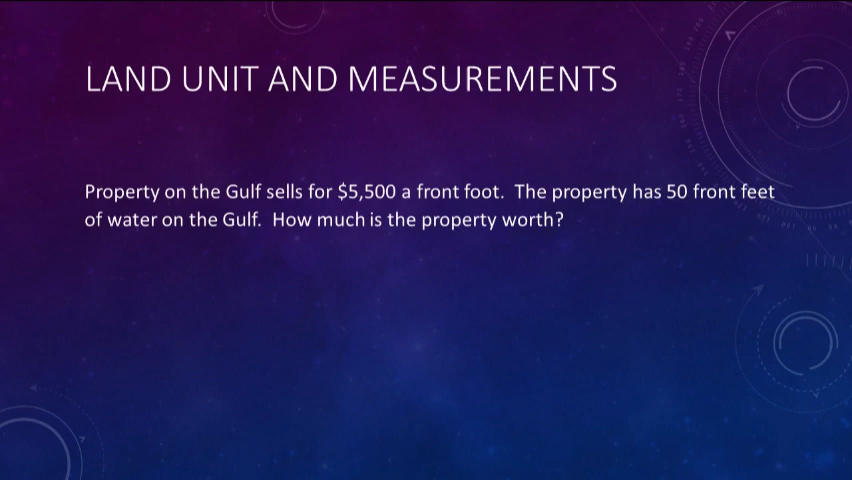 LAND UNIT AND MEASUREMENTS
Property on the Gulf sells for $5,500 a front foot.  The property has 50 front feet
of water on the Gulf.  How much is the property worth?